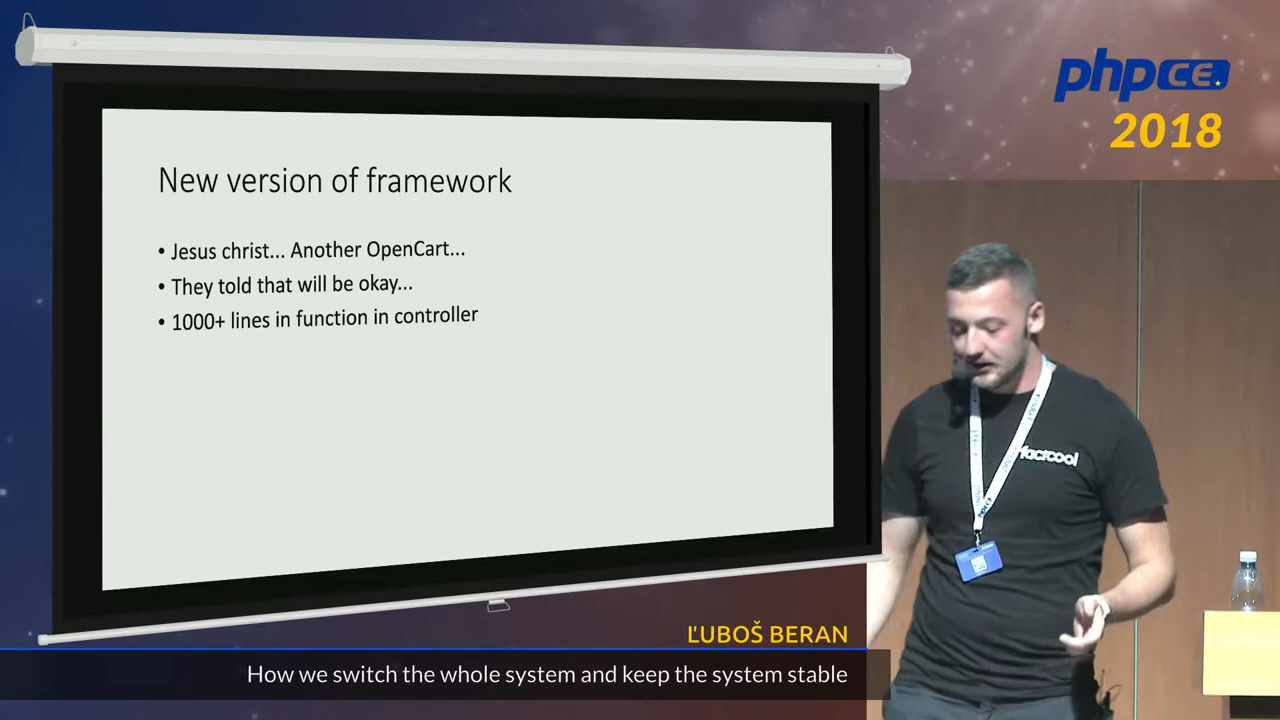 phpCE.
2018
New version of framework
• Jesus christ... Another OpenCart...
• They told that will be okay...
• 1000+ lines in function in controller
factcool
ĽUBOŠ BERAN
How we switch the whole system and keep the system stable